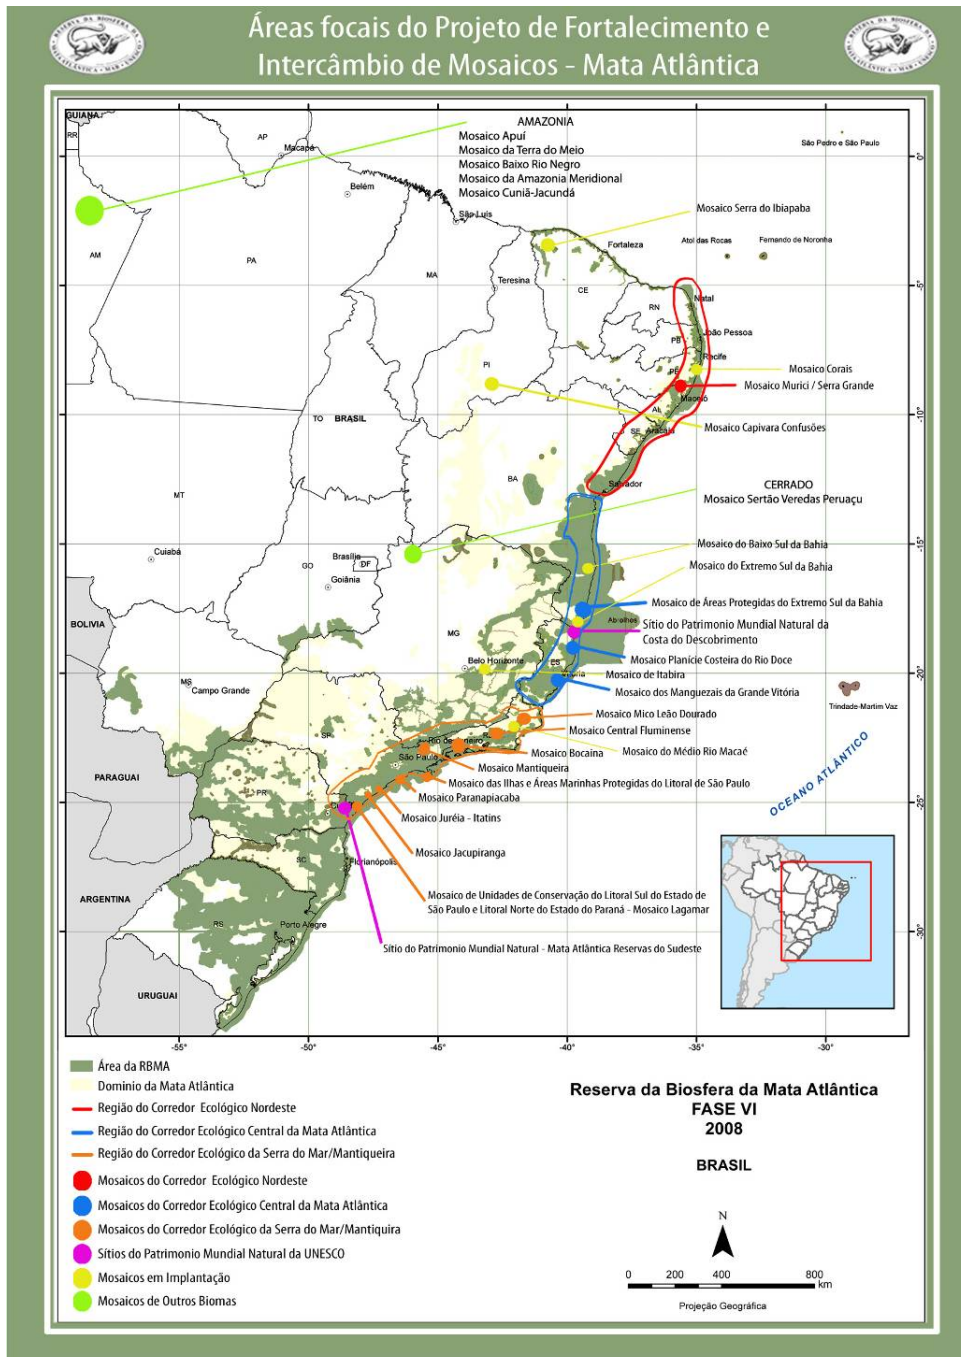 Áreas focais do Projeto de Fortalecimento e
Intercâmbio de Mosaicos - Mata Atlântica
GUIANA
RR
AP
Macapá
AMAZONIA
Mosaico Apuí
Mosaico da Terra do Meio
Mosaico Baixo Rio Negro
Mosaico da Amazonia Meridional
Mosaico Cuniã-Jacundá
São Pedro e São Paulo
0°
Belém
São Luis
Mosaico Serra do Ibiapaba
Fortaleza
Atol das Rocas
Fernando de Noronha
AM
PA
MA
Teresina
CE
-5°
RN
Natal
PB
João Pessoa
Recife
PI
PE
Mosaico Corais
Mosaico Murici / Serra Grande
Maceió
AL
-10°
TO
BRASIL
SE
Aracaju
Mosaico Capivara Confusões
BA
Salvador
CERRADO
Mosaico Sertão Veredas Peruaçu
MT
Cuiabá
Brasília
DF
GO
Goiânia
-15°
Mosaico do Baixo Sul da Bahia
Mosaico do Extremo Sul da Bahia
Mosaico de Áreas Protegidas do Extremo Sul da Bahia
BOLIVIA
MG
Abrolhos
Sítio do Patrimonio Mundial Natural da
Costa do Descobrimento
Belo Horizonte
ES
Mosaico Planície Costeira do Rio Doce
Mosaico de Itabira
-20°
MS
Campo Grande
Vitória
Mosaico dos Manguezais da Grande Vitória
Trindade-Martim Vaz
Mosaico Mico Leão Dourado
Mosaico Central Fluminense
SP
Rio de Janeiro
São Paulo
Mosaico Bocaina
Mosaico do Médio Rio Macaé
Mosaico Mantiqueira
PARAGUAI
Mosaico das Ilhas e Áreas Marinhas Protegidas do Litoral de São Paulo
PR
Mosaico Paranapiacaba
OCEANO ATLÂNTICO
-25°
Mosaico Juréia - Itatins
SC
Florianópolis
Mosaico Jacupiranga
ARGENTINA
Mosaico de Unidades de Conservação do Litoral Sul do Estado de
São Paulo e Litoral Norte do Estado do Paraná - Mosaico Lagamar
RS
Porto Alegre
-30°
Sítio do Patrimonio Mundial Natural - Mata Atlântica Reservas do Sudeste
URUGUAI
-55° -50° -45° -40° -35° -30°
Área da RBMA
Dominio da Mata Atlântica
Região do Corredor Ecológico Nordeste
Região do Corredor Ecológico Central da Mata Atlântica
Região do Corredor Ecológico da Serra do Mar/Mantiqueira
Mosaicos do Corredor Ecológico Nordeste
Mosaicos do Corredor Ecológico Central da Mata Atlântica
Mosaicos do Corredor Ecológico da Serra do Mar/Mantiquira
Sítios do Patrimonio Mundial Natural da UNESCO
Mosaicos em Implantação
Mosaicos de Outros Biomas
Reserva da Biosfera da Mata Atlântica
FASE VI
2008
BRASIL
N
0 200 400 800
km
Projeção Geográfica